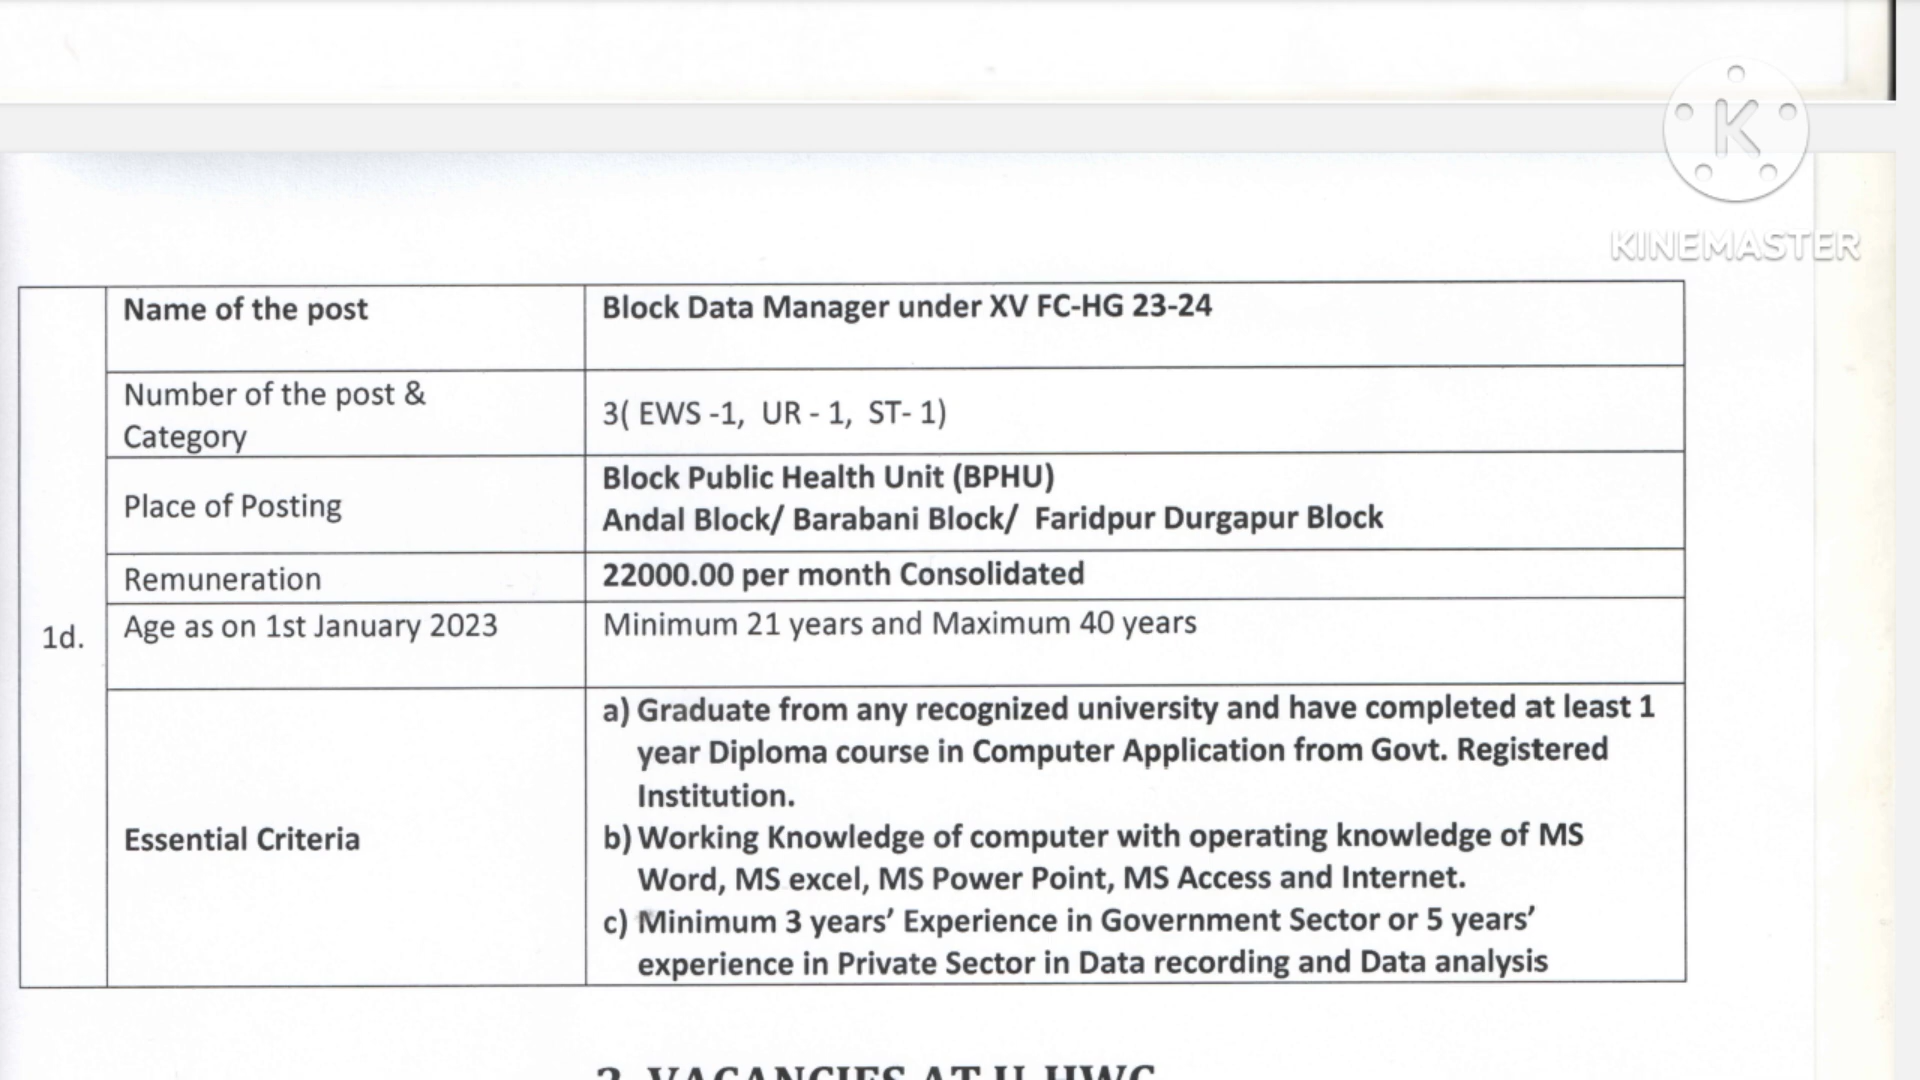 K
KINEMASTER
1d.
Name of the post
Block Data Manager under XV FC-HG 23-24
Number of the post &
Category
3( EWS -1, UR - 1, ST- 1)
Place of Posting
Block Public Health Unit (BPHU)
Andal Block/ Barabani Block/ Faridpur Durgapur Block
Remuneration
22000.00 per month Consolidated
Age as on 1st January 2023
Minimum 21 years and Maximum 40 years
Essential Criteria
a) Graduate from any recognized university and have completed at least 1
year Diploma course in Computer Application from Govt. Registered
Institution.
b) Working Knowledge of computer with operating knowledge of MS
Word, MS excel, MS Power Point, MS Access and Internet.
c) Minimum 3 years’ Experience in Government Sector or 5 years’
experience in Private Sector in Data recording and Data analysis
2. VACANCIES AT U-HWC